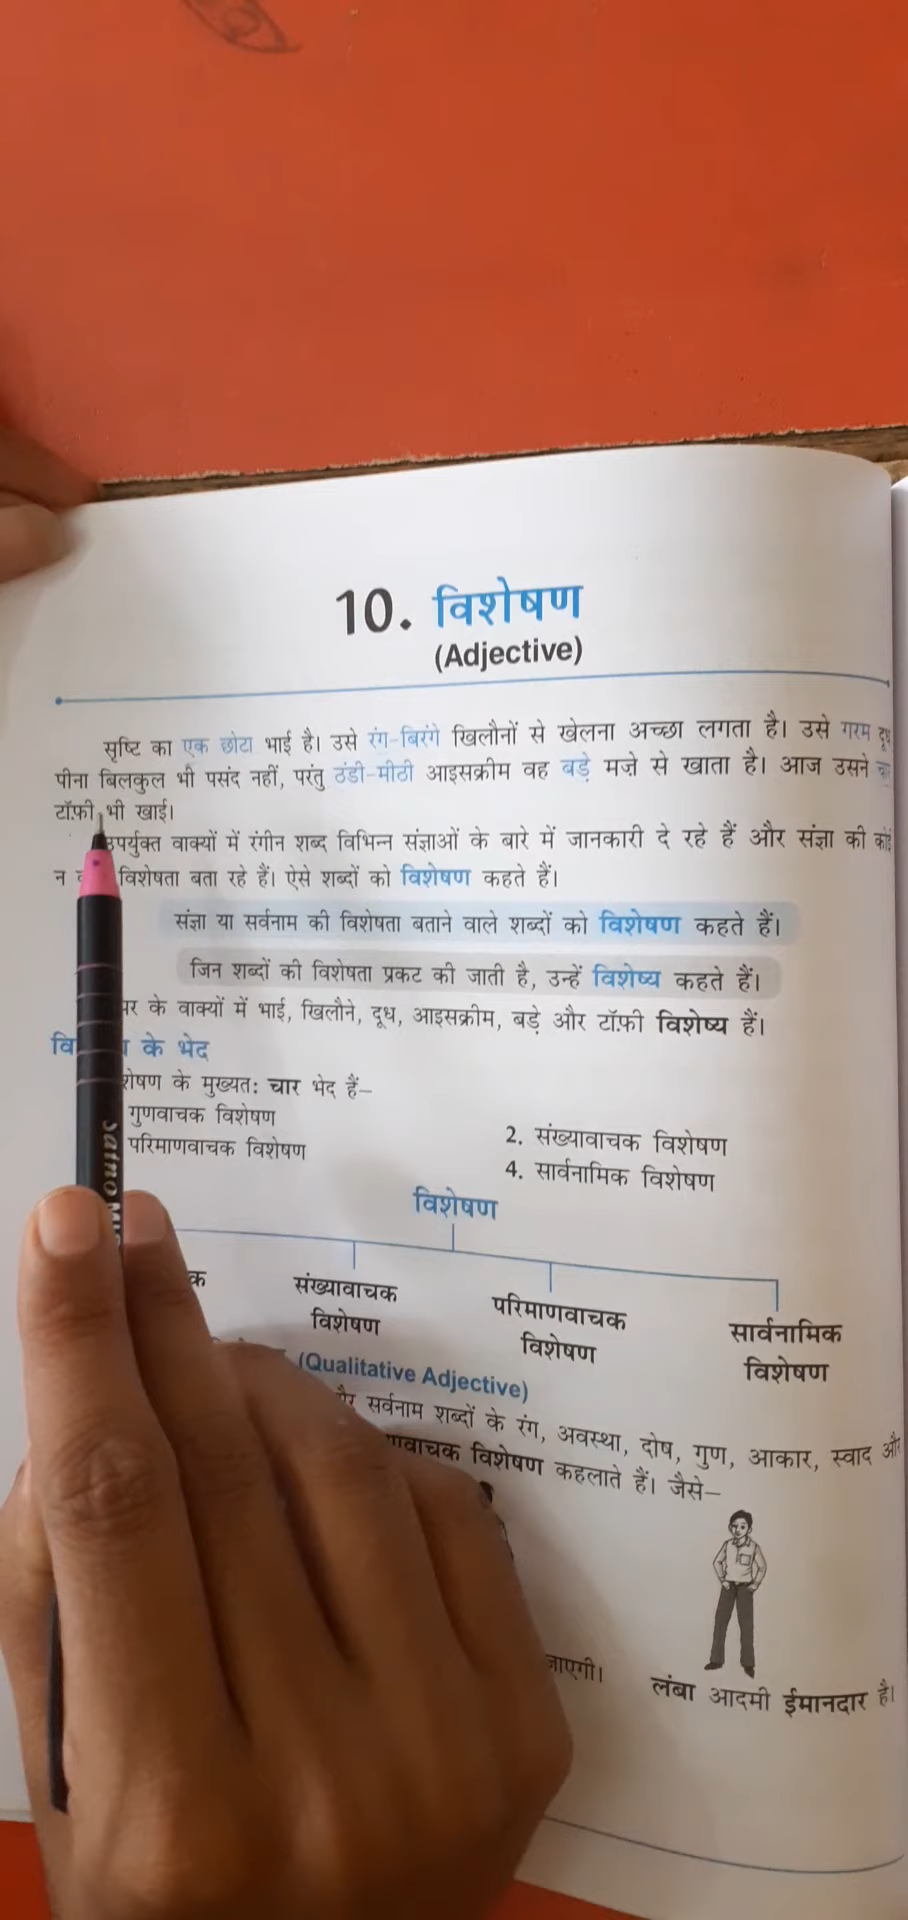 10. विशेषण
(Adjective)
सृष्टि का एक छोटा भाई है। उसे रंग-बिरंगे खिलौनों से खेलना अच्छा लगता है। उसे गरम दूध
पीना बिलकुल भी पसंद नहीं, परंतु ठंडी-मीठी आइसक्रीम वह बड़े मज़े से खाता है। आज उसने
टॉफ़ी भी खाई।
उपर्युक्त वाक्यों में रंगीन शब्द विभिन्न संज्ञाओं के बारे में जानकारी दे रहे हैं और संज्ञा की कोई
न विशेषता बता रहे हैं। ऐसे शब्दों को विशेषण कहते हैं।
संज्ञा या सर्वनाम की विशेषता बताने वाले शब्दों को विशेषण कहते हैं।
जिन शब्दों की विशेषता प्रकट की जाती है, उन्हें विशेष्य कहते हैं।
के वाक्यों में भाई, खिलौने, दूध, आइसक्रीम, बड़े और टॉफ़ी विशेष्य हैं।
के भेद
के मुख्यत: चार भेद हैं–
गुणवाचक विशेषण
2. संख्यावाचक विशेषण
परिमाणवाचक विशेषण
4. सार्वनामिक विशेषण
विशेषण
संख्यावाचक विशेषण
परिमाणवाचक विशेषण
सार्वनामिक विशेषण
(Qualitative Adjective)
सर्वनाम शब्दों के रंग, अवस्था, दोष, गुण, आकार, स्वाद और
विशेषण कहलाते हैं। जैसे–
जाएगी।
लंबा आदमी ईमानदार है।